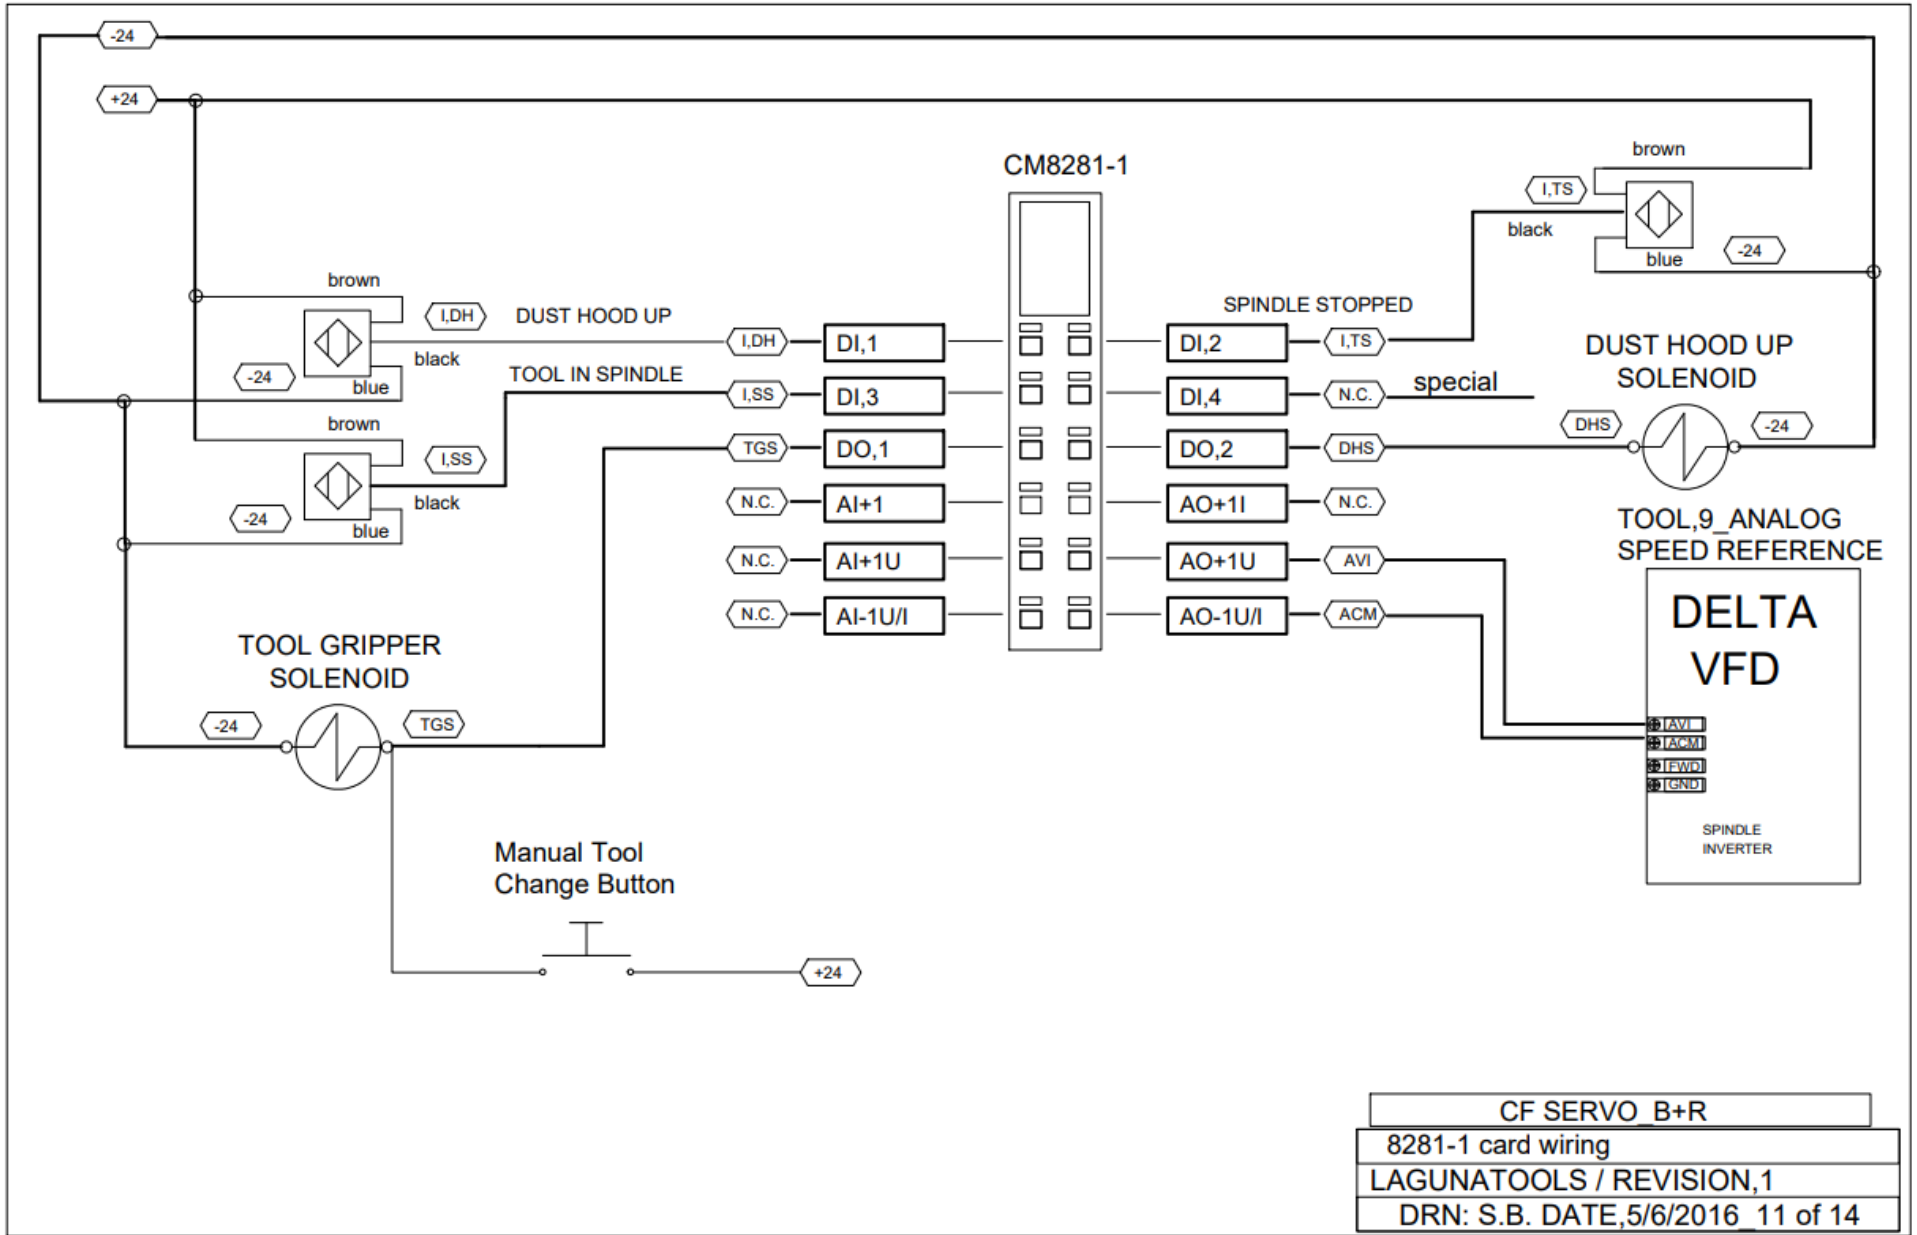 -24
+24
CM8281-1
brown
I,TS
black
blue
-24
brown
I,DH
DUST HOOD UP
black
-24
blue
I,DH
DI,1
SPINDLE STOPPED
DI,2
I,TS
TOOL IN SPINDLE
I,SS
DI,3
DI,4
N.C.
special
DUST HOOD UP
SOLENOID
brown
I,SS
black
-24
blue
TGS
DO,1
DO,2
DHS
DHS
-24
N.C.
AI+1
AO+1I
N.C.
N.C.
AI+1U
AO+1U
AVI
N.C.
AI-1U/I
AO-1U/I
ACM
TOOL,9_ANALOG
SPEED REFERENCE
DELTA
VFD
AVI
ACM
FWD
GND
SPINDLE
INVERTER
TOOL GRIPPER
SOLENOID
-24
TGS
Manual Tool
Change Button
+24
CF SERVO_B+R
8281-1 card wiring
LAGUNATOOLS / REVISION,1
DRN: S.B. DATE,5/6/2016_11 of 14